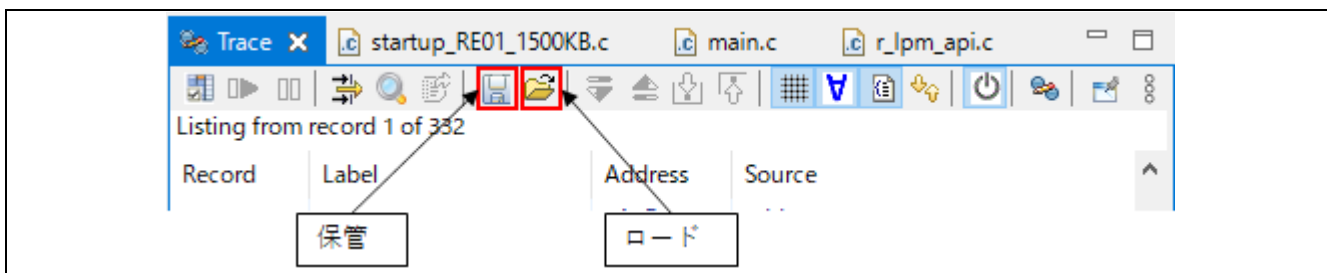 Trace startup_RE01_1500KB.c main.c r_lpm_api.c
Listing from record 1 of 332
Record Label Address Source
保管 ロード